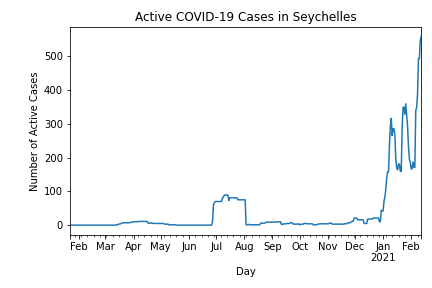 Active COVID-19 Cases in Seychelles
Number of Active Cases
500
400
300
200
100
0
Feb Mar Apr May Jun Jul Aug Sep Oct Nov Dec Jan Feb
2021
Day